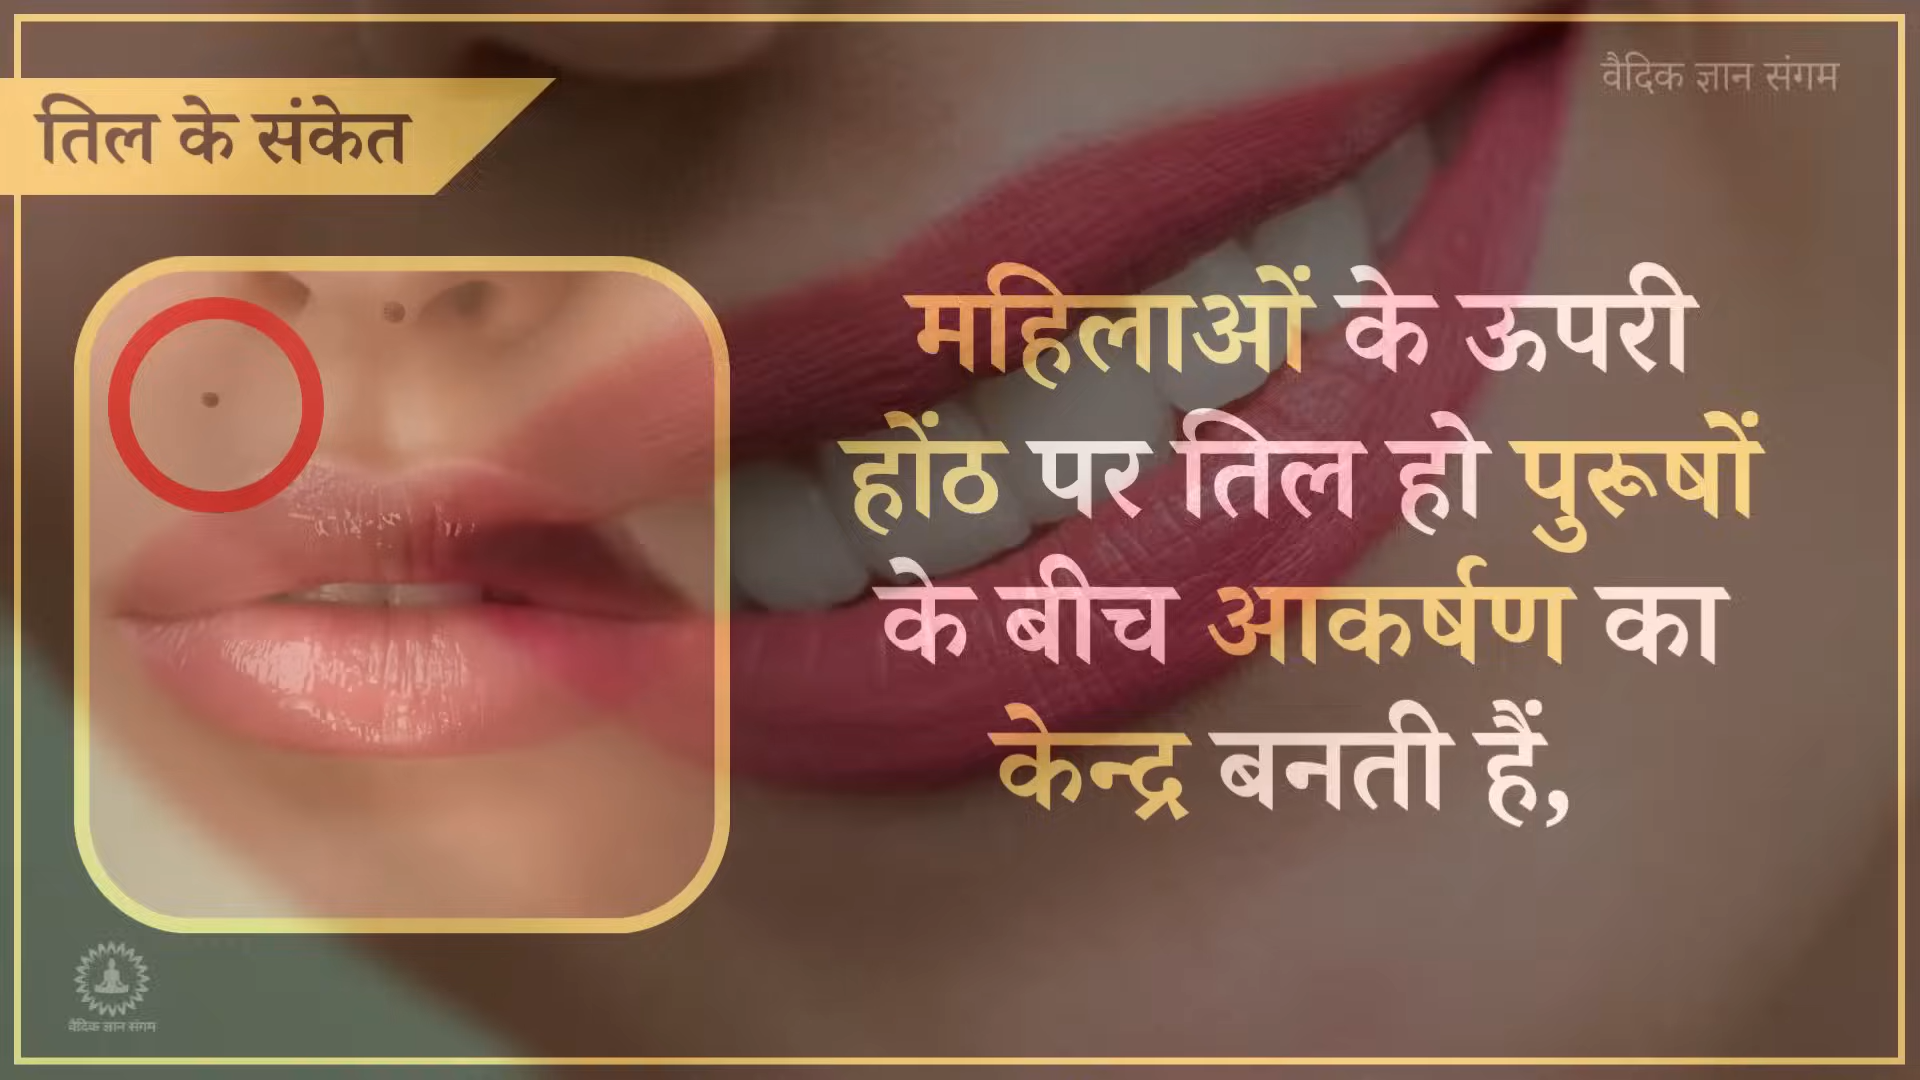 वैदिक ज्ञान संगम
तिल के संकेत
महिलाओं के ऊपरी
होंठ पर तिल हो पुरूषों
के बीच आकर्षण का
केन्द्र बनती हैं,
वैदिक ज्ञान संगम